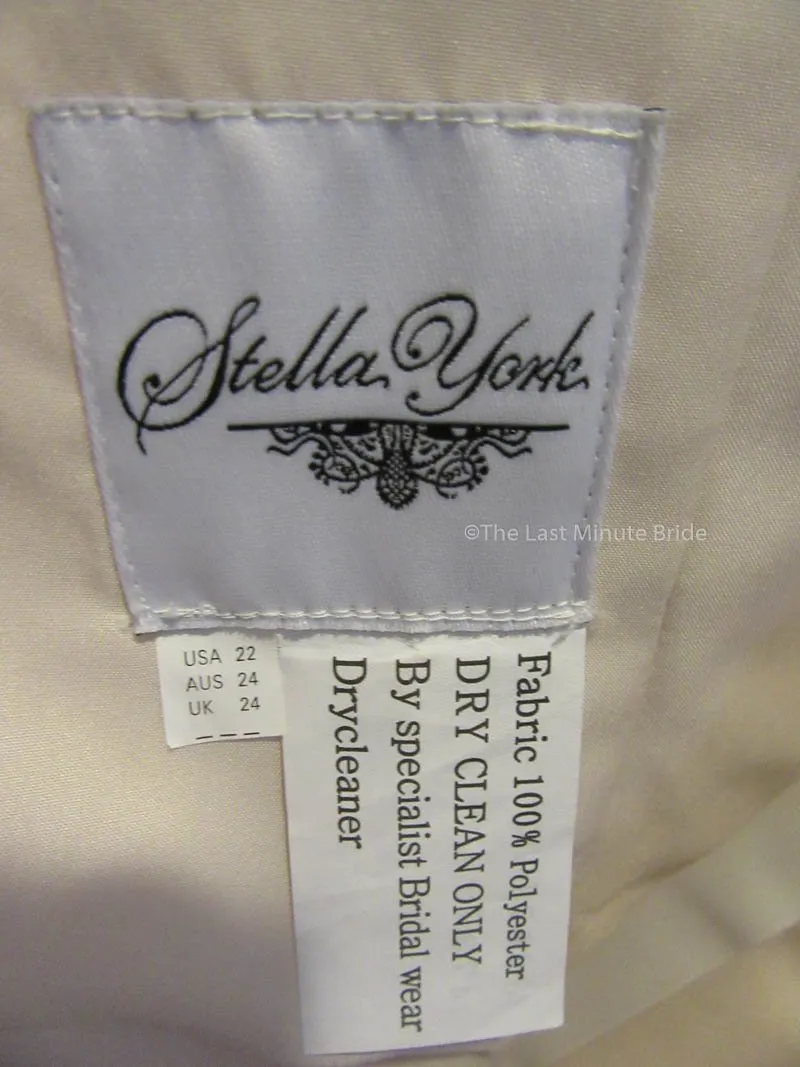 Stella York
©The Last Minute Bride
USA 22
AUS 24
UK 24
Fabric 100% Polyester
DRY CLEAN ONLY
By specialist Bridal wear
Drycleaner